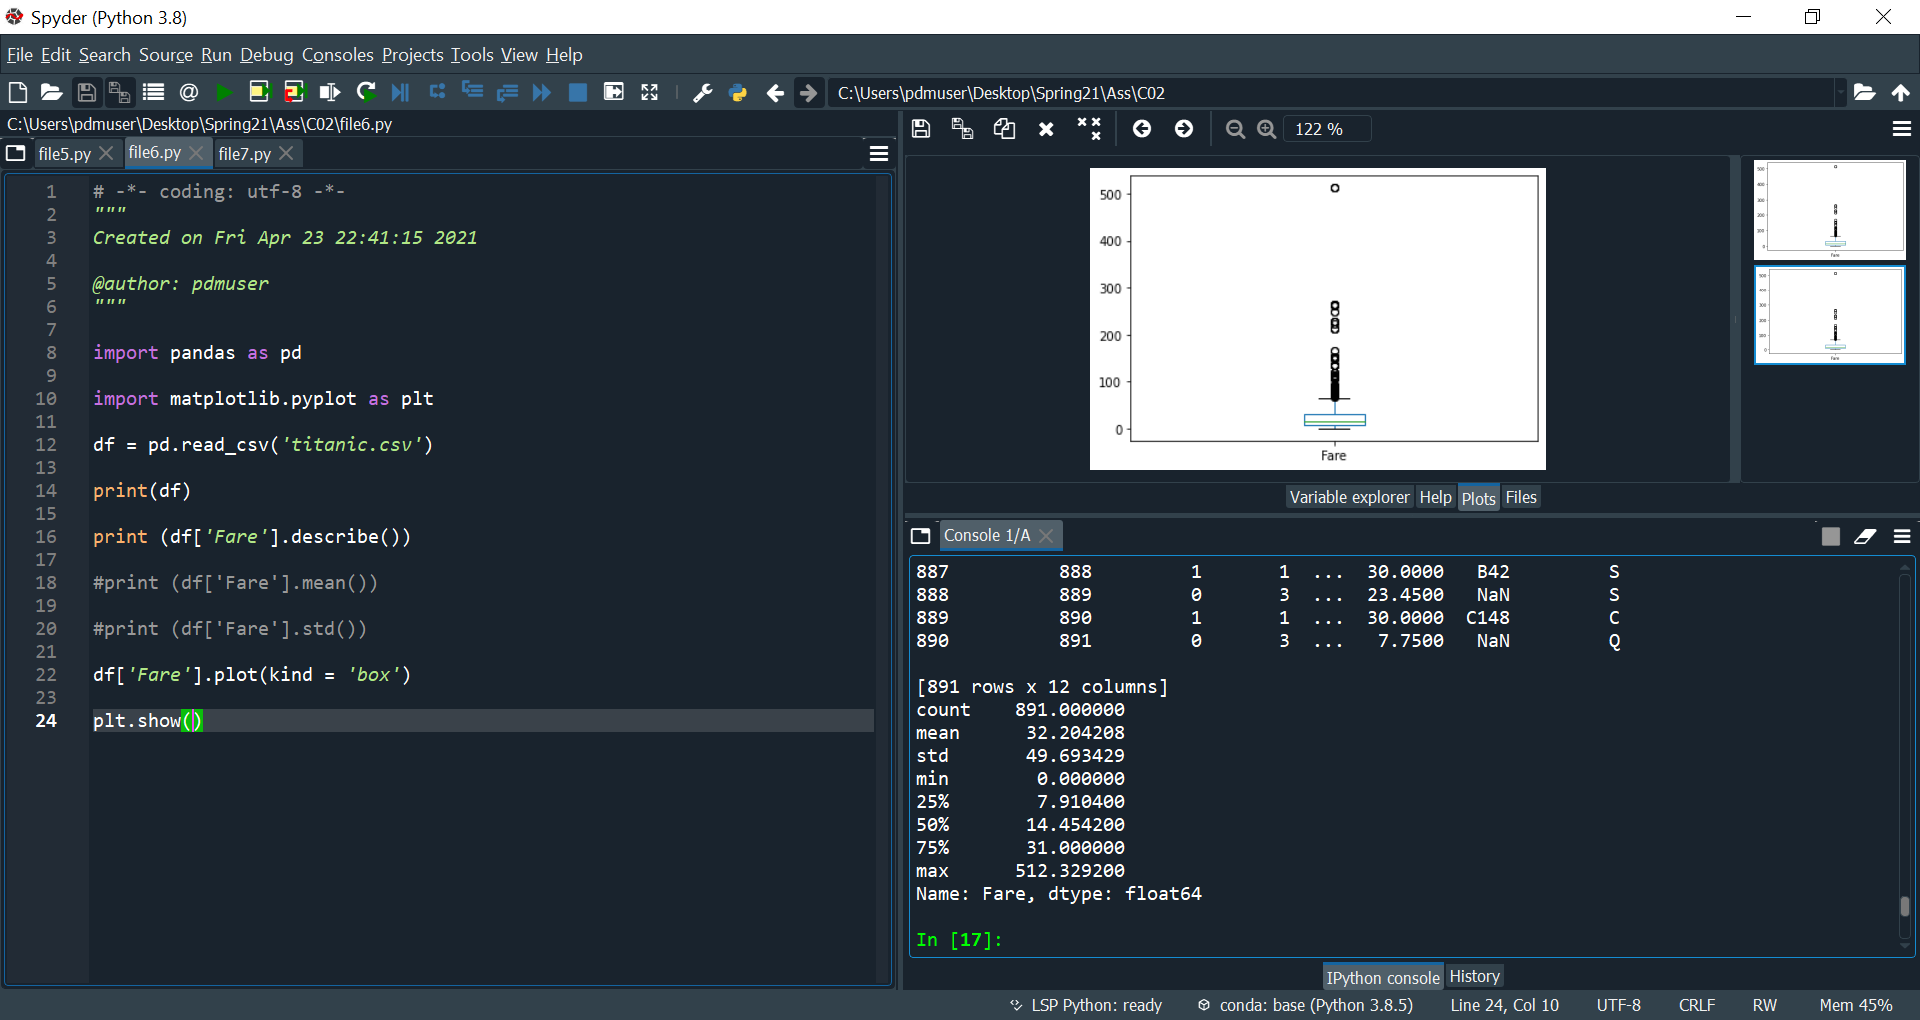 Spyder (Python 3.8)
File Edit Search Source Run Debug Consoles Projects Tools View Help
C:\Users\pdmuser\Desktop\Spring21\Ass\C02
C:\Users\pdmuser\Desktop\Spring21\Ass\C02\file6.py
file5.py file6.py file7.py
1 # -*- coding: utf-8 -*-
2 """
3 Created on Fri Apr 23 22:41:15 2021
4
5 @author: pdmuser
6 """
7
8 import pandas as pd
9
10 import matplotlib.pyplot as plt
11
12 df = pd.read_csv('titanic.csv')
13
14 print(df)
15
16 print (df['Fare'].describe())
17
18 #print (df['Fare'].mean())
19
20 #print (df['Fare'].std())
21
22 df['Fare'].plot(kind = 'box')
23
24 plt.show()
122 %
500
400
300
200
100
0
Fare
Fare
Fare
Variable explorer Help Plots Files
Console 1/A
887 888 1 1 ... 30.0000 B42 S
888 889 0 3 ... 23.4500 NaN S
889 890 1 1 ... 30.0000 C148 C
890 891 0 3 ... 7.7500 NaN Q
[891 rows x 12 columns]
count 891.000000
mean 32.204208
std 49.693429
min 0.000000
25% 7.910400
50% 14.454200
75% 31.000000
max 512.329200
Name: Fare, dtype: float64
In [17]:
IPython console History
LSP Python: ready conda: base (Python 3.8.5) Line 24, Col 10 UTF-8 CRLF RW Mem 45%